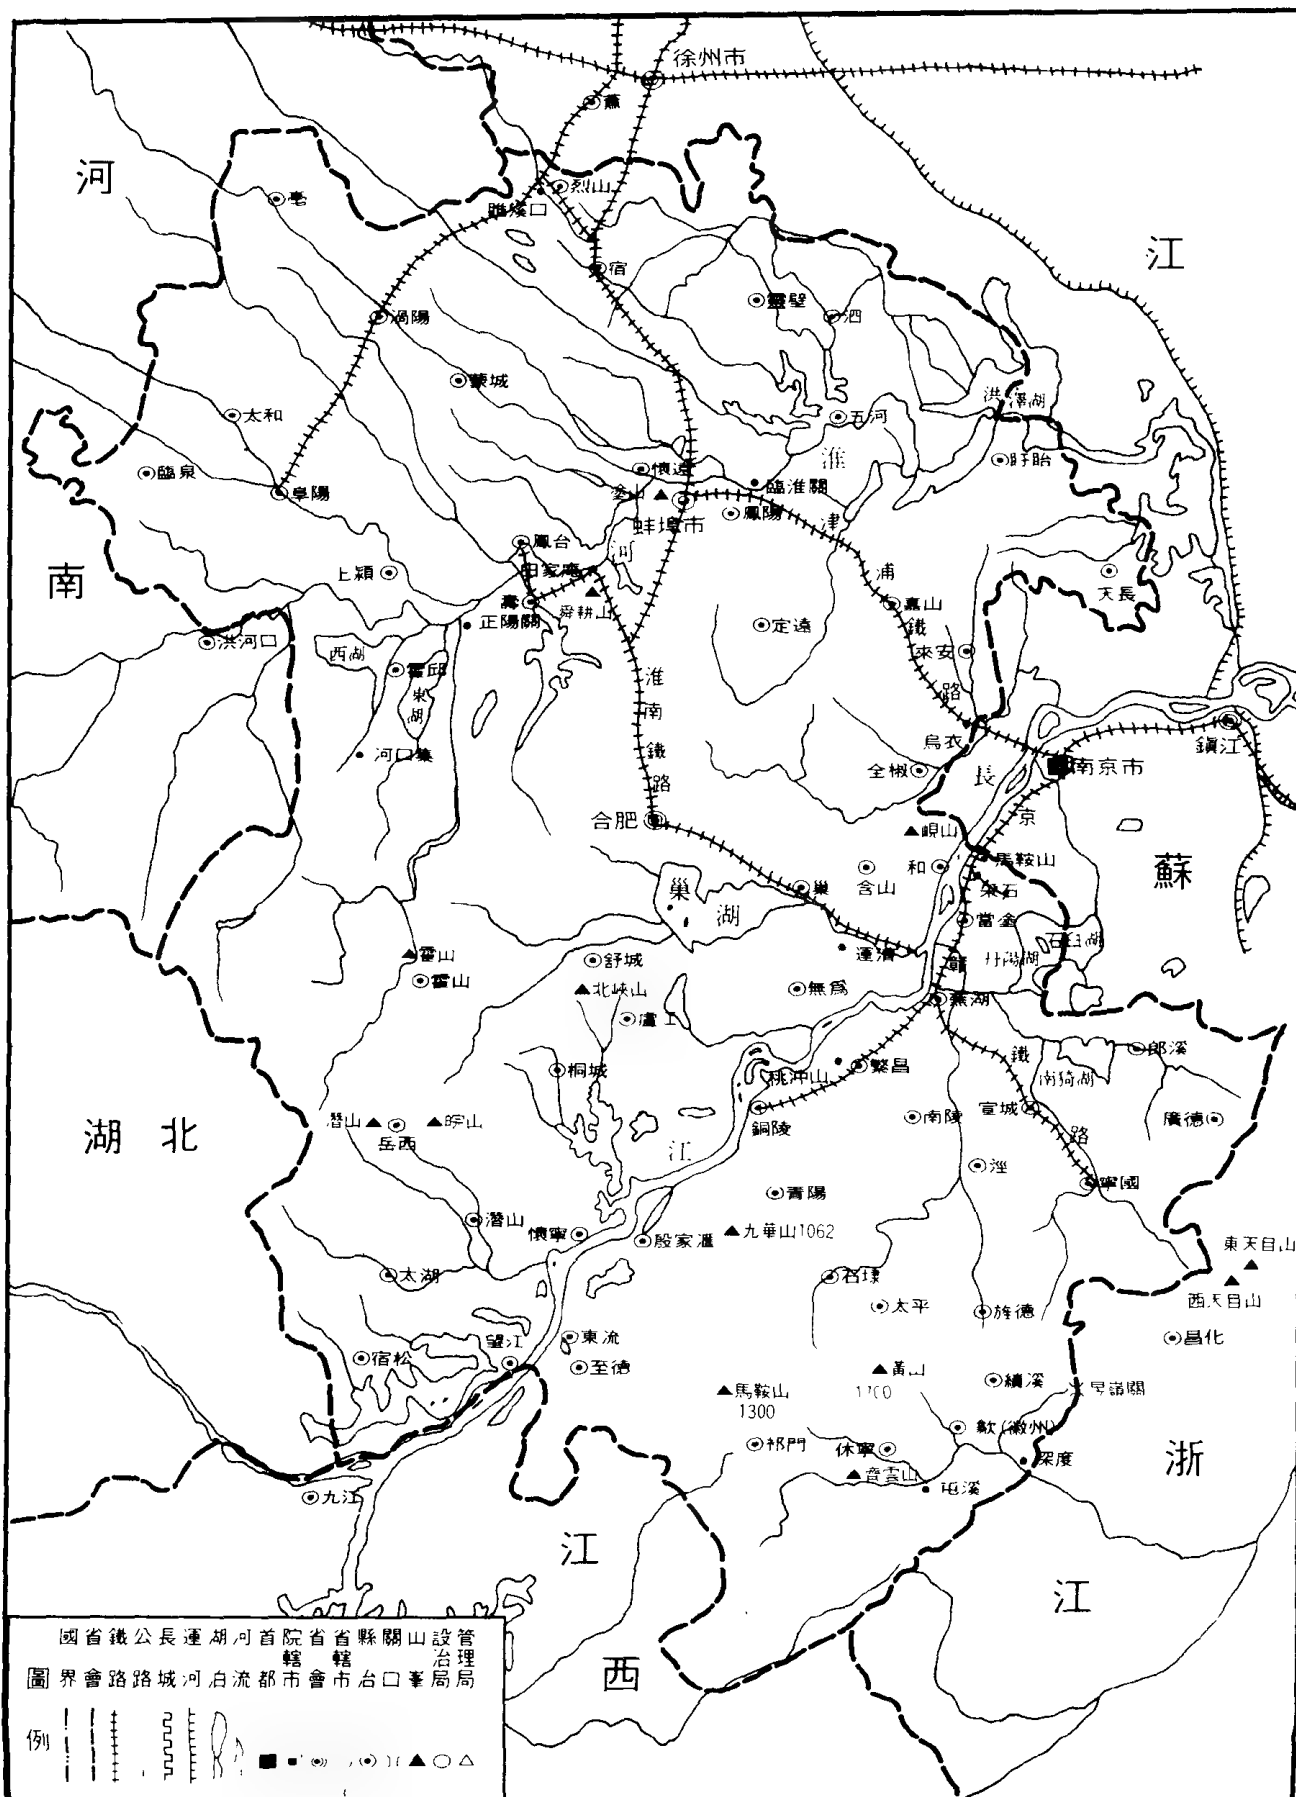 徐州市
蕭
河
烈山
亳
江
宿
靈壁
泗
渦陽
蒙城
洪澤湖
太和
五河
淮
臨泉
懷遠
盱眙
阜陽
塗山
臨淮關
鳳陽
蚌埠市
津
鳳台
河
田家庵
上潁
浦
南
天長
壽
舜耕山
嘉山
正陽關
定遠
鐵
洪河口
西湖
來安
霍邱
淮
東湖
路
南
烏衣
鎮江
河口集
鐵
全椒
長
南京市
路
合肥
京
峴山
馬鞍山
蘇
巢
含山
和
采石
巢
湖
當塗
石臼湖
運漕
霍山
舒城
贛
丹陽湖
霍山
北峽山
無爲
蕪湖
鐵
郎溪
桐城
桃沖山
繁昌
南猗湖
湖北
潛山
岳西
皖山
銅陵
南陵
宣城
路
廣德
江
涇
青陽
寧國
潛山
懷寧
殷家滙
九華山1062
東天目山
太湖
石埭
西天目山
太平
旌德
望江
東流
昌化
宿松
至德
黃山
1700
績溪
馬鞍山
1300
歙(徽州)
祁門
休寧
浙
深度
九江
屯溪
江
江
西
圖例
國界
省會
鐵路
公路
長城
運河
湖泊
河流
首都
院轄市
省會
省轄市
縣治
關口
山峯
設治局
管理局